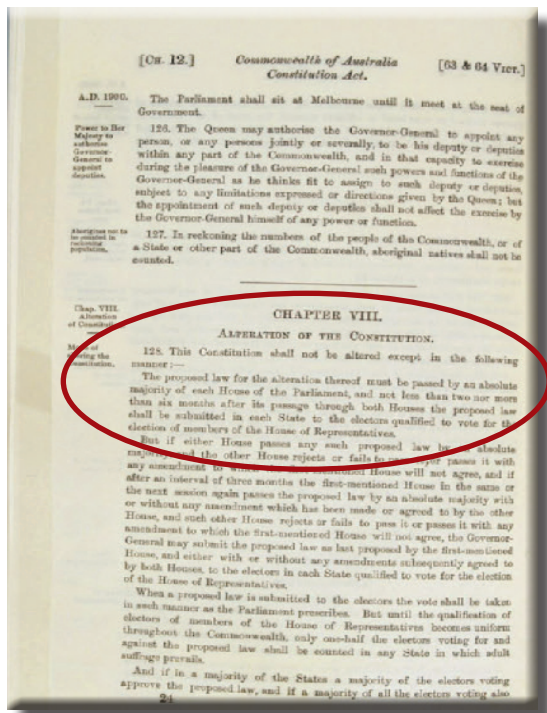 [CH. 12.]
Commonwealth of Australia
Constitution Act.
[63 & 64 VICT.]
A.D. 1900.
The Parliament shall sit at Melbourne until it meet at the seat of
Government.
Power to Her
Majesty to
authorise
Governor-
General to
appoint
deputies.
126. The Queen may authorise the Governor-General to appoint any
person, or any persons jointly or severally, to be his deputy or deputies
within any part of the Commonwealth, and in that capacity to exercise
during the pleasure of the Governor-General such powers and functions of the
Governor-General as he thinks fit to assign to such deputy or deputies,
subject to any limitations expressed or directions given by the Queen; but
the appointment of such deputy or deputies shall not affect the exercise by
the Governor-General himself of any power or function.
Aborigines not to
be counted in
reckoning
population.
127. In reckoning the numbers of the people of the Commonwealth, or of
a State or other part of the Commonwealth, aboriginal natives shall not be
counted.
Chap. VIII.
Alteration
of
CHAPTER VIII.
ALTERATION OF THE CONSTITUTION.
128. This Constitution shall not be altered except in the following
manner:—
The proposed law for the alteration thereof must be passed by an absolute
majority of each House of the Parliament, and not less than two nor more
than six months after its passage through both Houses the proposed law
shall be submitted in each State to the electors qualified to vote for the
election of members of the House of Representatives.
But if either House passes any such proposed law by an absolute
majority, and the other House rejects or fails to pass it or passes it with
any amendment to which the first-mentioned House will not agree, and if
after an interval of three months the first-mentioned House in the same or
the next session again passes the proposed law by an absolute majority with
or without any amendment which has been made or agreed to by the other
House, and such other House rejects or fails to pass it or passes it with any
amendment to which the first-mentioned House will not agree, the Governor-
General may submit the proposed law as last proposed by the first-mentioned
House, and either with or without any amendments subsequently agreed to
by both Houses, to the electors in each State qualified to vote for the election
of the House of Representatives.
When a proposed law is submitted to the electors the vote shall be taken
in such manner as the Parliament prescribes. But until the qualification of
electors of members of the House of Representatives becomes uniform
throughout the Commonwealth, only one-half the electors voting for and
against the proposed law shall be counted in any State in which adult
suffrage prevails.
And if in a majority of the States a majority of the electors voting
approve the proposed law, and if a majority of all the electors voting also
24